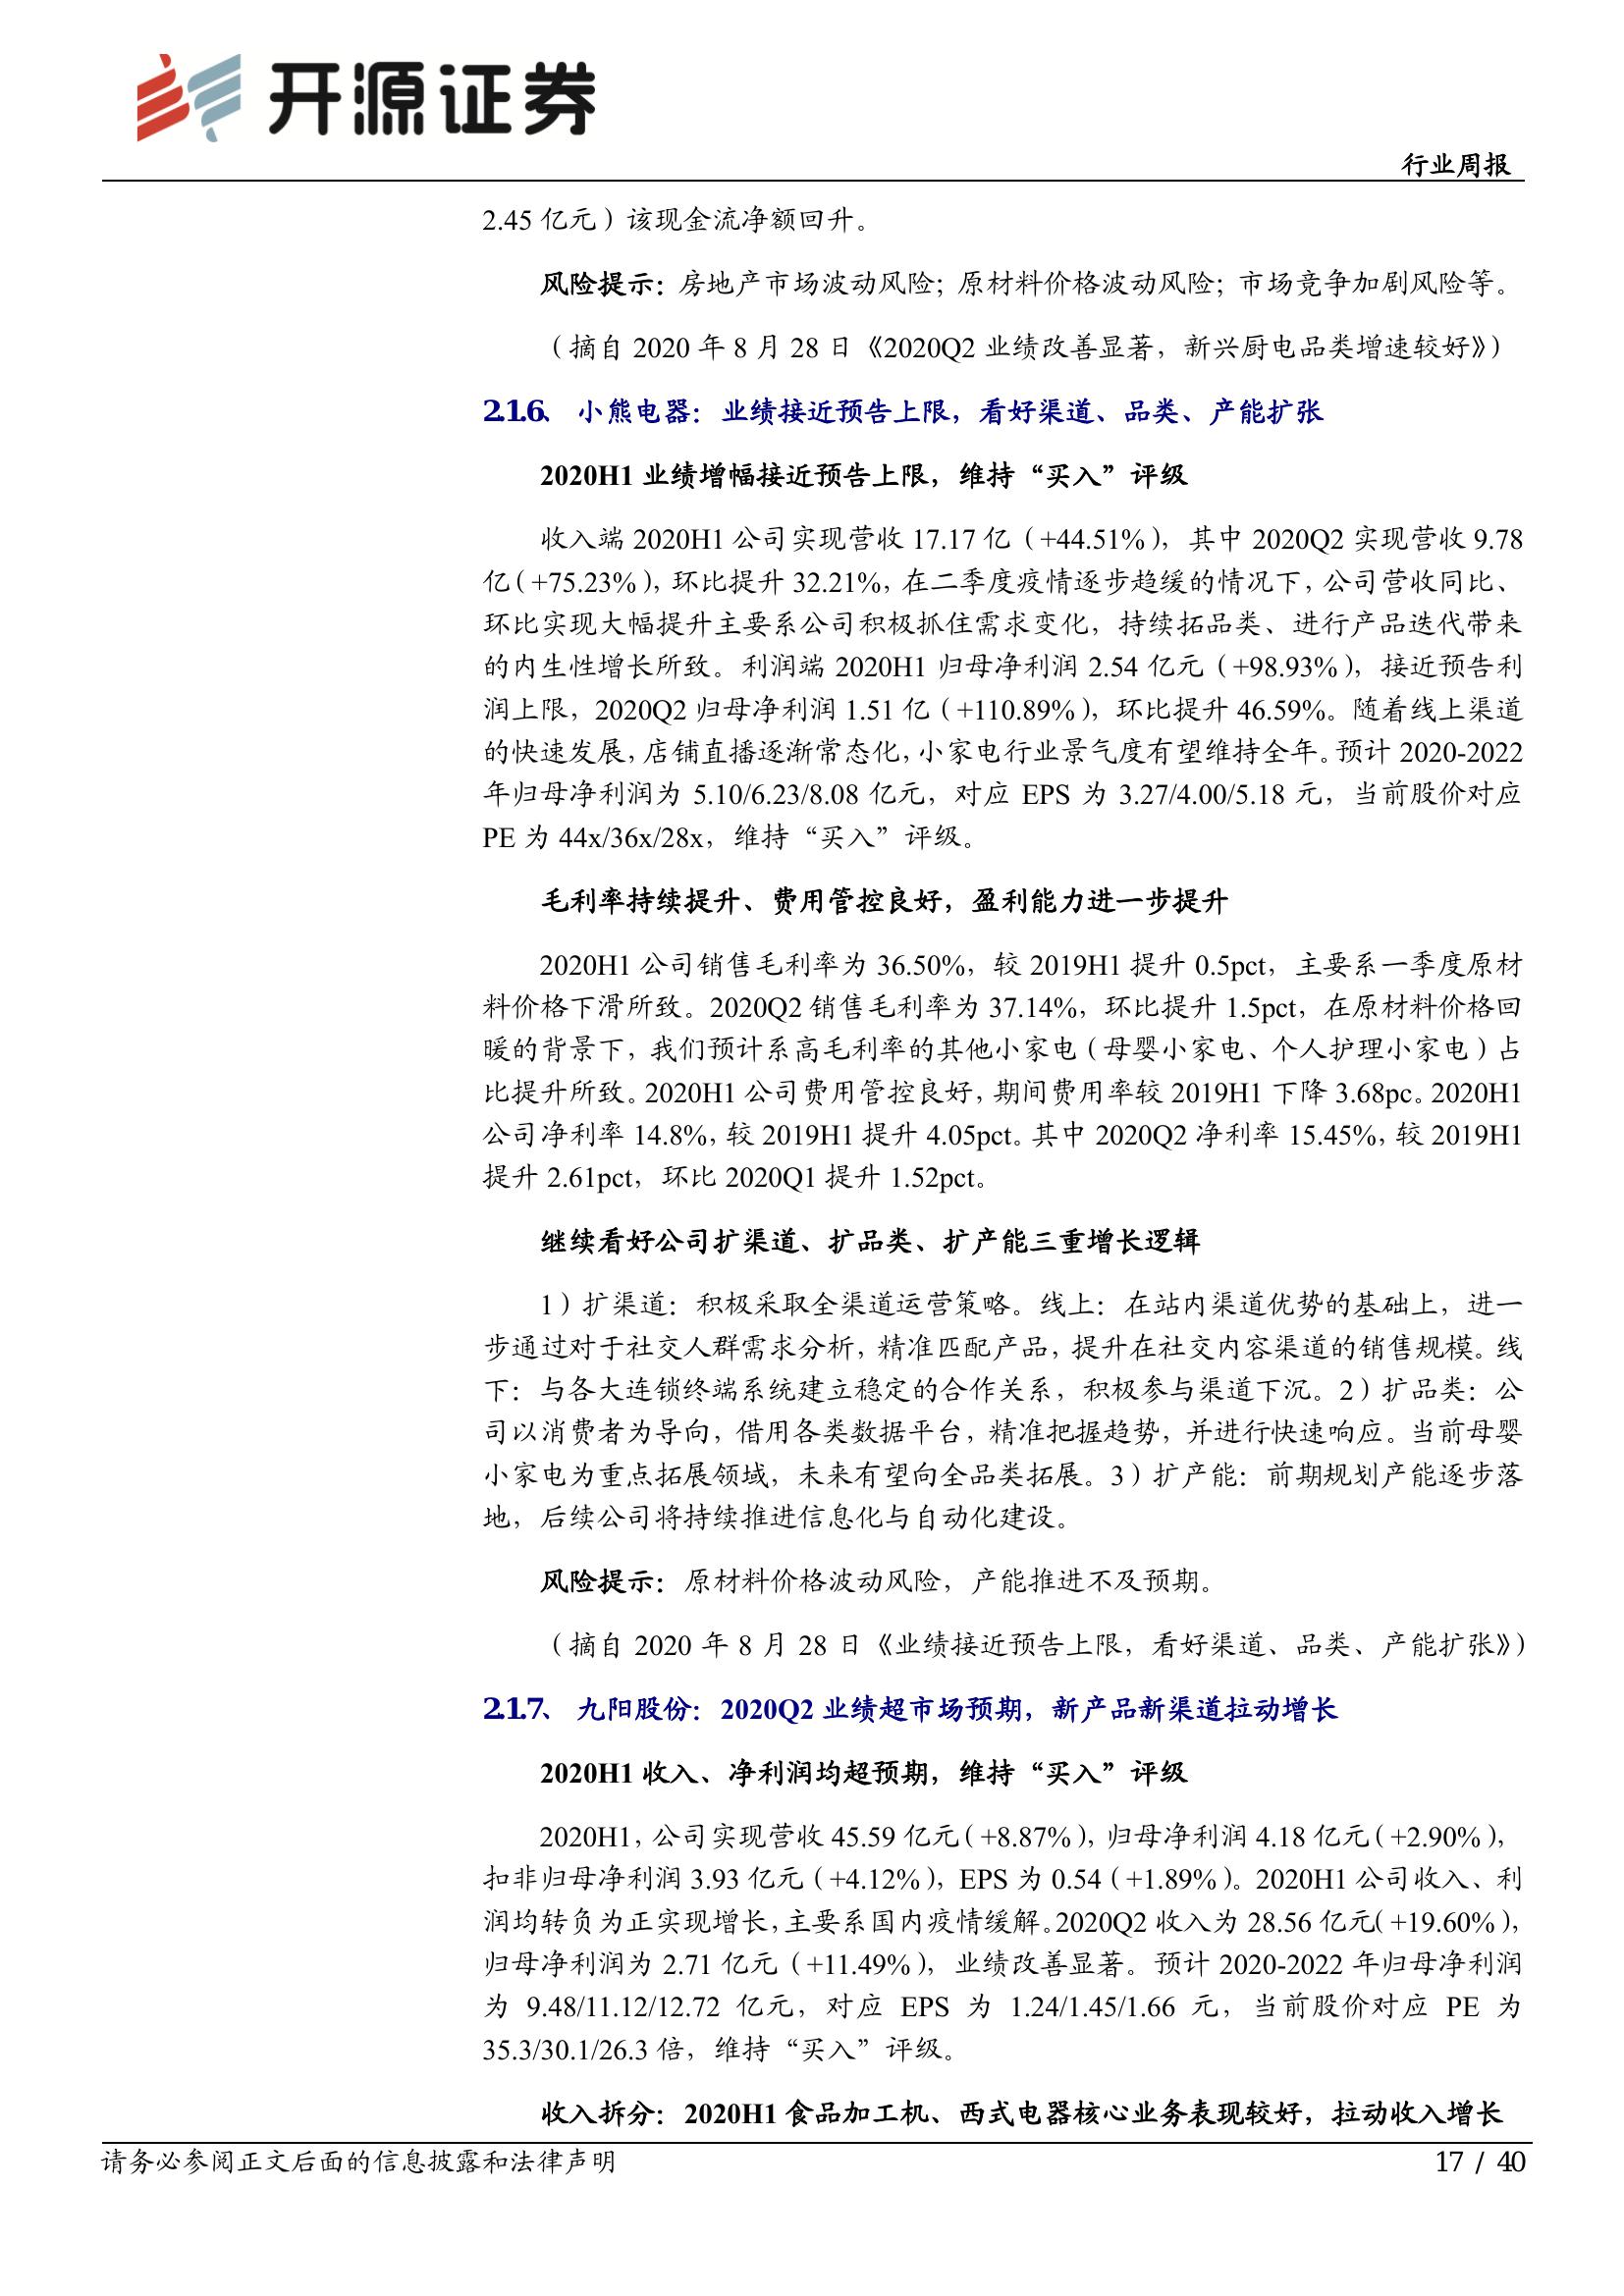 开源证券
行业周报
2.45 亿元）该现金流净额回升。
风险提示：房地产市场波动风险；原材料价格波动风险；市场竞争加剧风险等。
（摘自 2020 年 8 月 28 日《2020Q2 业绩改善显著，新兴厨电品类增速较好》）
2.1.6、 小熊电器：业绩接近预告上限，看好渠道、品类、产能扩张
2020H1 业绩增幅接近预告上限，维持“买入”评级
收入端 2020H1 公司实现营收 17.17 亿（+44.51%），其中 2020Q2 实现营收 9.78
亿（+75.23%），环比提升 32.21%，在二季度疫情逐步趋缓的情况下，公司营收同比、
环比实现大幅提升主要系公司积极抓住需求变化，持续拓品类、进行产品迭代带来
的内生性增长所致。利润端 2020H1 归母净利润 2.54 亿元（+98.93%），接近预告利
润上限，2020Q2 归母净利润 1.51 亿（+110.89%），环比提升 46.59%。随着线上渠道
的快速发展，店铺直播逐渐常态化，小家电行业景气度有望维持全年。预计 2020-2022
年归母净利润为 5.10/6.23/8.08 亿元，对应 EPS 为 3.27/4.00/5.18 元，当前股价对应
PE 为 44x/36x/28x，维持“买入”评级。
毛利率持续提升、费用管控良好，盈利能力进一步提升
2020H1 公司销售毛利率为 36.50%，较 2019H1 提升 0.5pct，主要系一季度原材
料价格下滑所致。2020Q2 销售毛利率为 37.14%，环比提升 1.5pct，在原材料价格回
暖的背景下，我们预计系高毛利率的其他小家电（母婴小家电、个人护理小家电）占
比提升所致。2020H1 公司费用管控良好，期间费用率较 2019H1 下降 3.68pc。2020H1
公司净利率 14.8%，较 2019H1 提升 4.05pct。其中 2020Q2 净利率 15.45%，较 2019H1
提升 2.61pct，环比 2020Q1 提升 1.52pct。
继续看好公司扩渠道、扩品类、扩产能三重增长逻辑
1）扩渠道：积极采取全渠道运营策略。线上：在站内渠道优势的基础上，进一
步通过对于社交人群需求分析，精准匹配产品，提升在社交内容渠道的销售规模。线
下：与各大连锁终端系统建立稳定的合作关系，积极参与渠道下沉。2）扩品类：公
司以消费者为导向，借用各类数据平台，精准把握趋势，并进行快速响应。当前母婴
小家电为重点拓展领域，未来有望向全品类拓展。3）扩产能：前期规划产能逐步落
地，后续公司将持续推进信息化与自动化建设。
风险提示：原材料价格波动风险，产能推进不及预期。
（摘自 2020 年 8 月 28 日《业绩接近预告上限，看好渠道、品类、产能扩张》）
2.1.7、 九阳股份：2020Q2 业绩超市场预期，新产品新渠道拉动增长
2020H1 收入、净利润均超预期，维持“买入”评级
2020H1，公司实现营收 45.59 亿元（+8.87%），归母净利润 4.18 亿元（+2.90%），
扣非归母净利润 3.93 亿元（+4.12%），EPS 为 0.54（+1.89%）。2020H1 公司收入、利
润均转负为正实现增长，主要系国内疫情缓解。2020Q2 收入为 28.56 亿元（+19.60%），
归母净利润为 2.71 亿元（+11.49%），业绩改善显著。预计 2020-2022 年归母净利润
为 9.48/11.12/12.72 亿元，对应 EPS 为 1.24/1.45/1.66 元，当前股价对应 PE 为
35.3/30.1/26.3 倍，维持“买入”评级。
收入拆分：2020H1 食品加工机、西式电器核心业务表现较好，拉动收入增长
请务必参阅正文后面的信息披露和法律声明
17 / 40